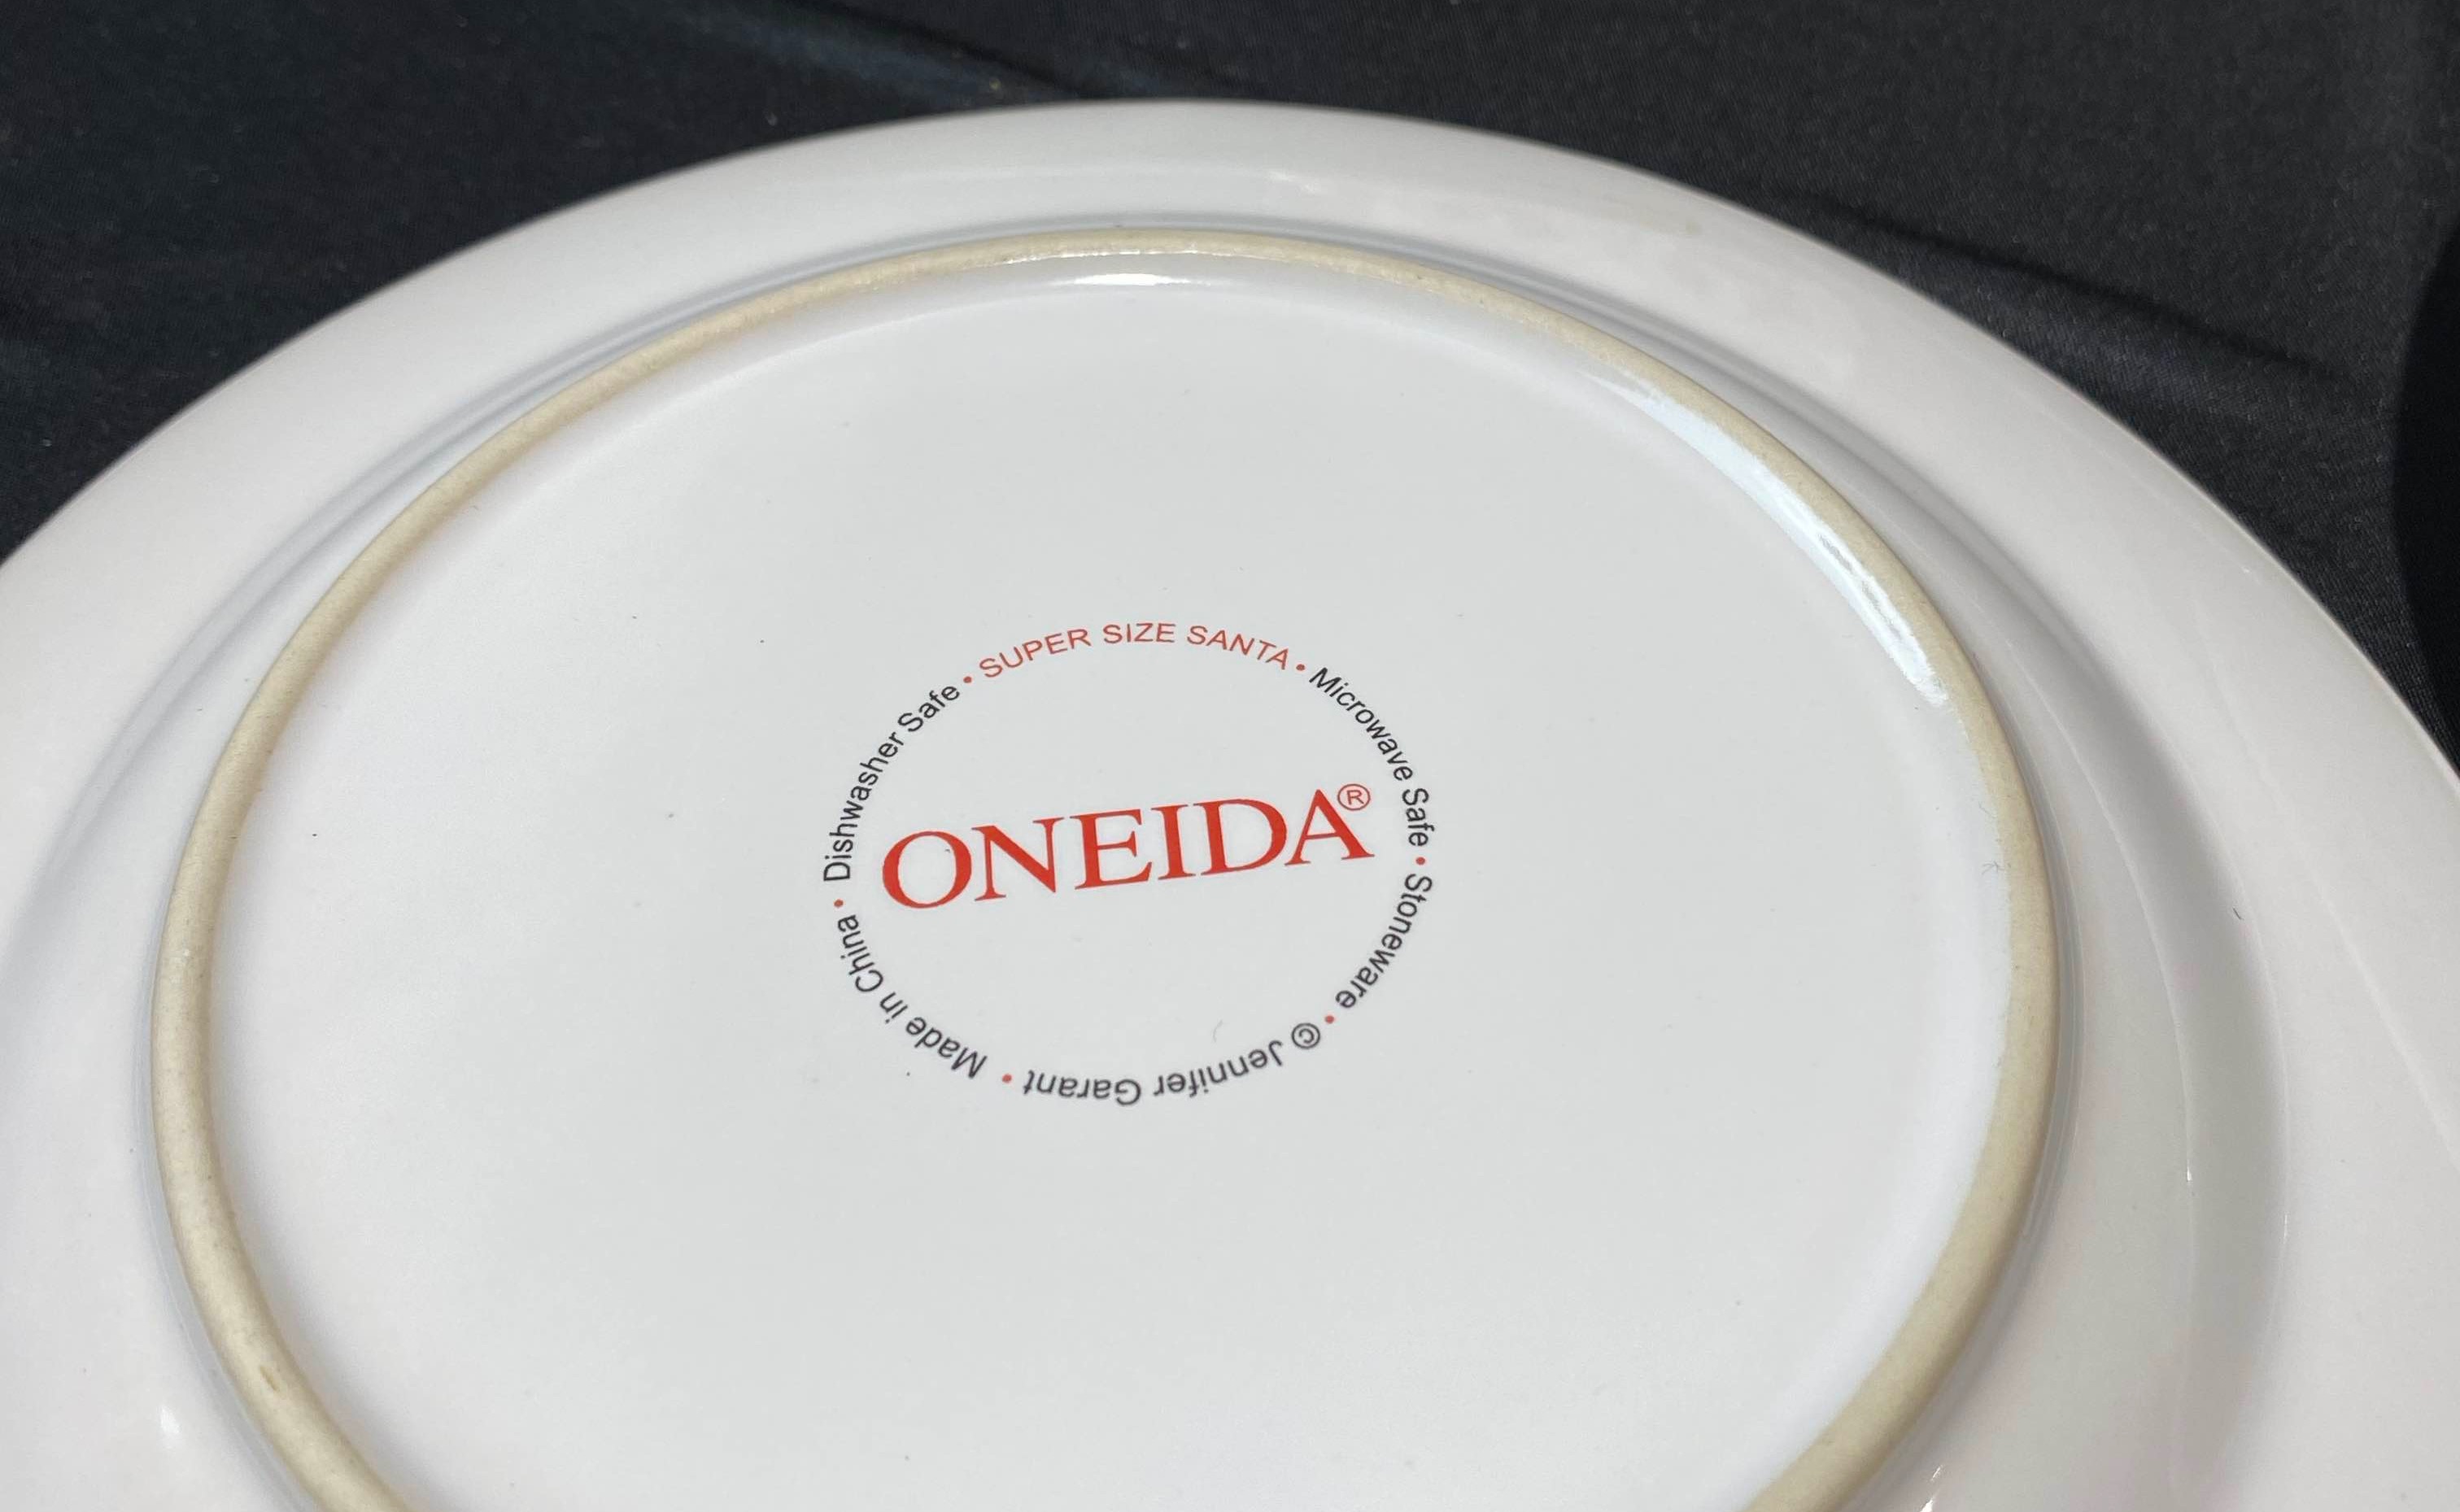 • SUPER SIZE SANTA • Microwave Safe • Stoneware • © Jennifer Garant • Made in China • Dishwasher Safe
ONEIDA®